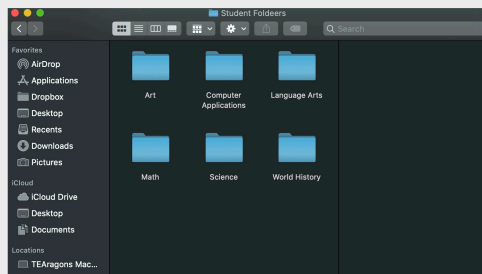 Student Foldeers
Search
Favorites
AirDrop
Applications
Dropbox
Desktop
Recents
Downloads
Pictures
iCloud
iCloud Drive
Desktop
Documents
Locations
TEAragons Mac...
Art
Computer
Applications
Language Arts
Math
Science
World History